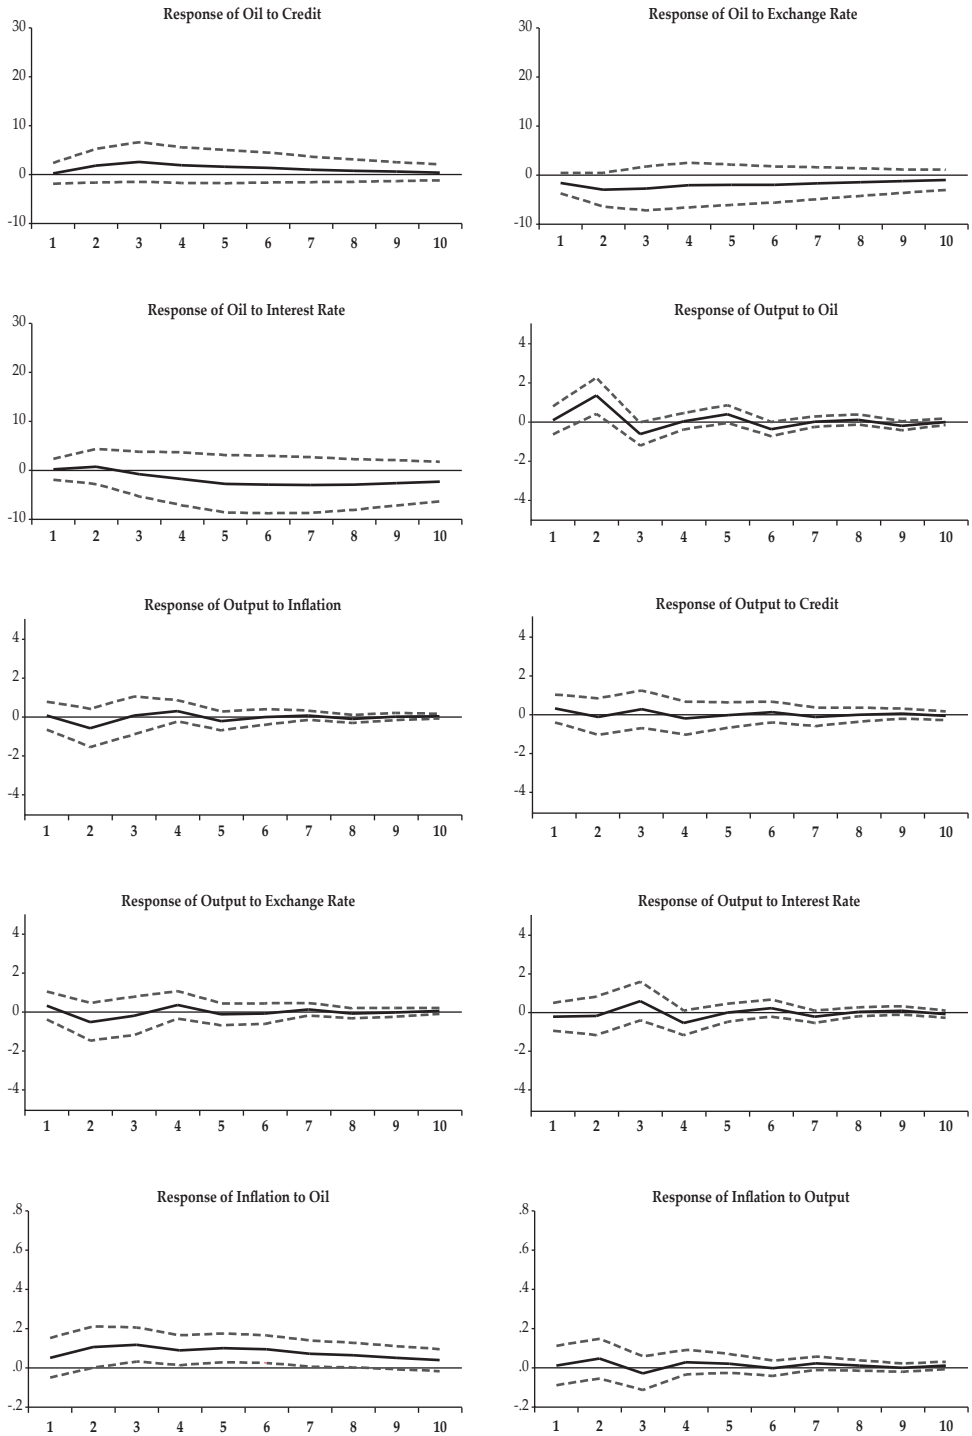 Response of Oil to Credit
30
20
10
0
-10
1 2 3 4 5 6 7 8 9 10
Response of Oil to Exchange Rate
30
20
10
0
-10
1 2 3 4 5 6 7 8 9 10
Response of Oil to Interest Rate
30
20
10
0
-10
1 2 3 4 5 6 7 8 9 10
Response of Output to Oil
4
2
0
-2
-4
1 2 3 4 5 6 7 8 9 10
Response of Output to Inflation
4
2
0
-2
-4
1 2 3 4 5 6 7 8 9 10
Response of Output to Credit
4
2
0
-2
-4
1 2 3 4 5 6 7 8 9 10
Response of Output to Exchange Rate
4
2
0
-2
-4
1 2 3 4 5 6 7 8 9 10
Response of Output to Interest Rate
4
2
0
-2
-4
1 2 3 4 5 6 7 8 9 10
Response of Inflation to Oil
.8
.6
.4
.2
.0
-.2
1 2 3 4 5 6 7 8 9 10
Response of Inflation to Output
.8
.6
.4
.2
.0
-.2
1 2 3 4 5 6 7 8 9 10